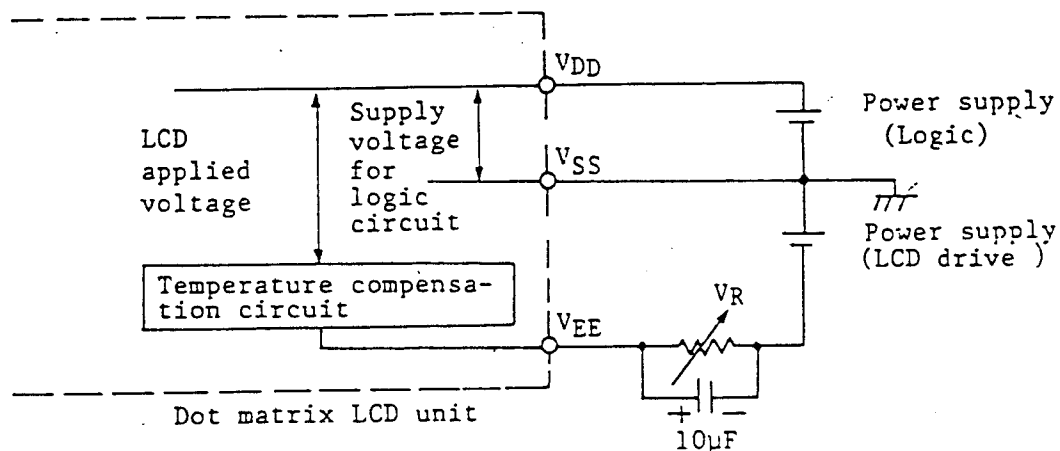 VDD
Supply
voltage
for
logic
circuit
LCD
applied
voltage
VSS
Power supply
(Logic)
Power supply
(LCD drive )
Temperature compensa-
tion circuit
VEE
VR
+ −
10μF
Dot matrix LCD unit